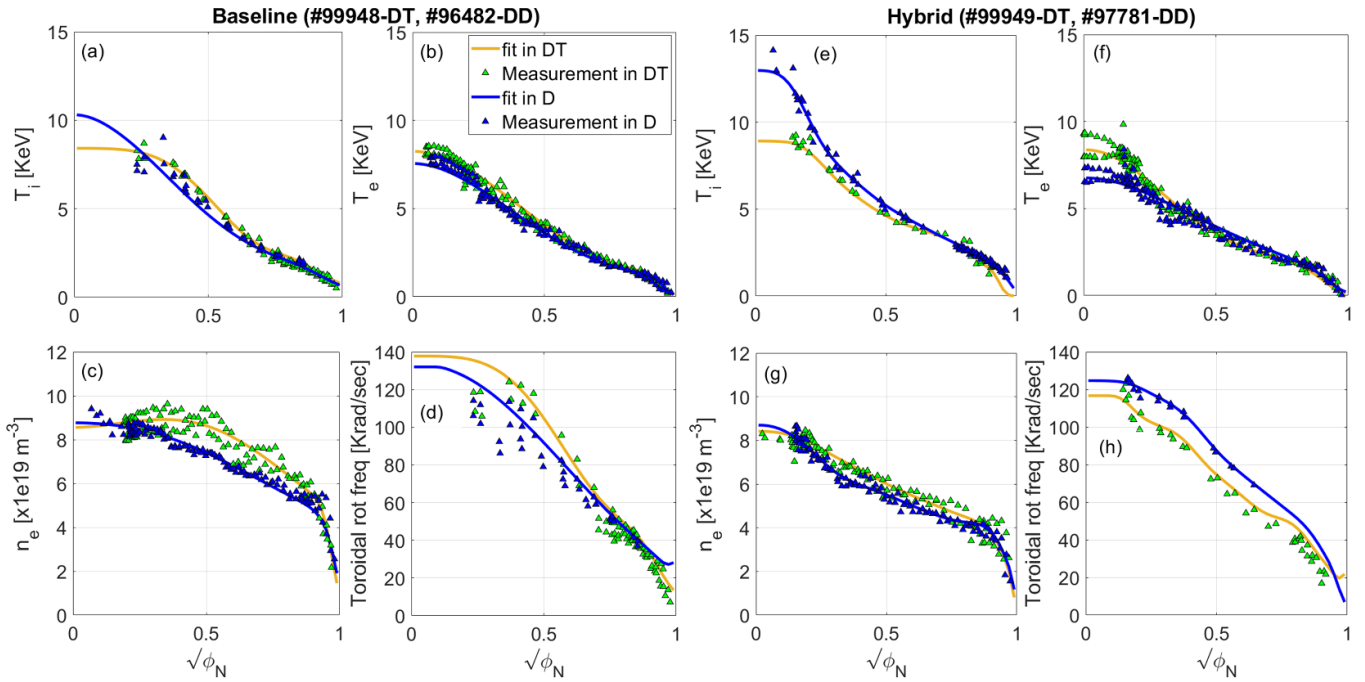 Baseline (#99948-DT, #96482-DD)
Hybrid (#99949-DT, #97781-DD)
(a)
T_i [KeV]
15
10
5
0
0
0.5
1
(b)
fit in DT
Measurement in DT
fit in D
Measurement in D
T_e [KeV]
15
10
5
0
0
0.5
1
(e)
T_i [KeV]
15
10
5
0
0
0.5
1
(f)
T_e [KeV]
15
10
5
0
0
0.5
1
(c)
n_e [x1e19 m^-3]
12
10
8
6
4
2
0
0
0.5
1
√ϕ_N
(d)
Toroidal rot freq [Krad/sec]
140
120
100
80
60
40
20
0
0
0.5
1
√ϕ_N
(g)
n_e [x1e19 m^-3]
12
10
8
6
4
2
0
0
0.5
1
√ϕ_N
(h)
Toroidal rot freq [Krad/sec]
140
120
100
80
60
40
20
0
0
0.5
1
√ϕ_N